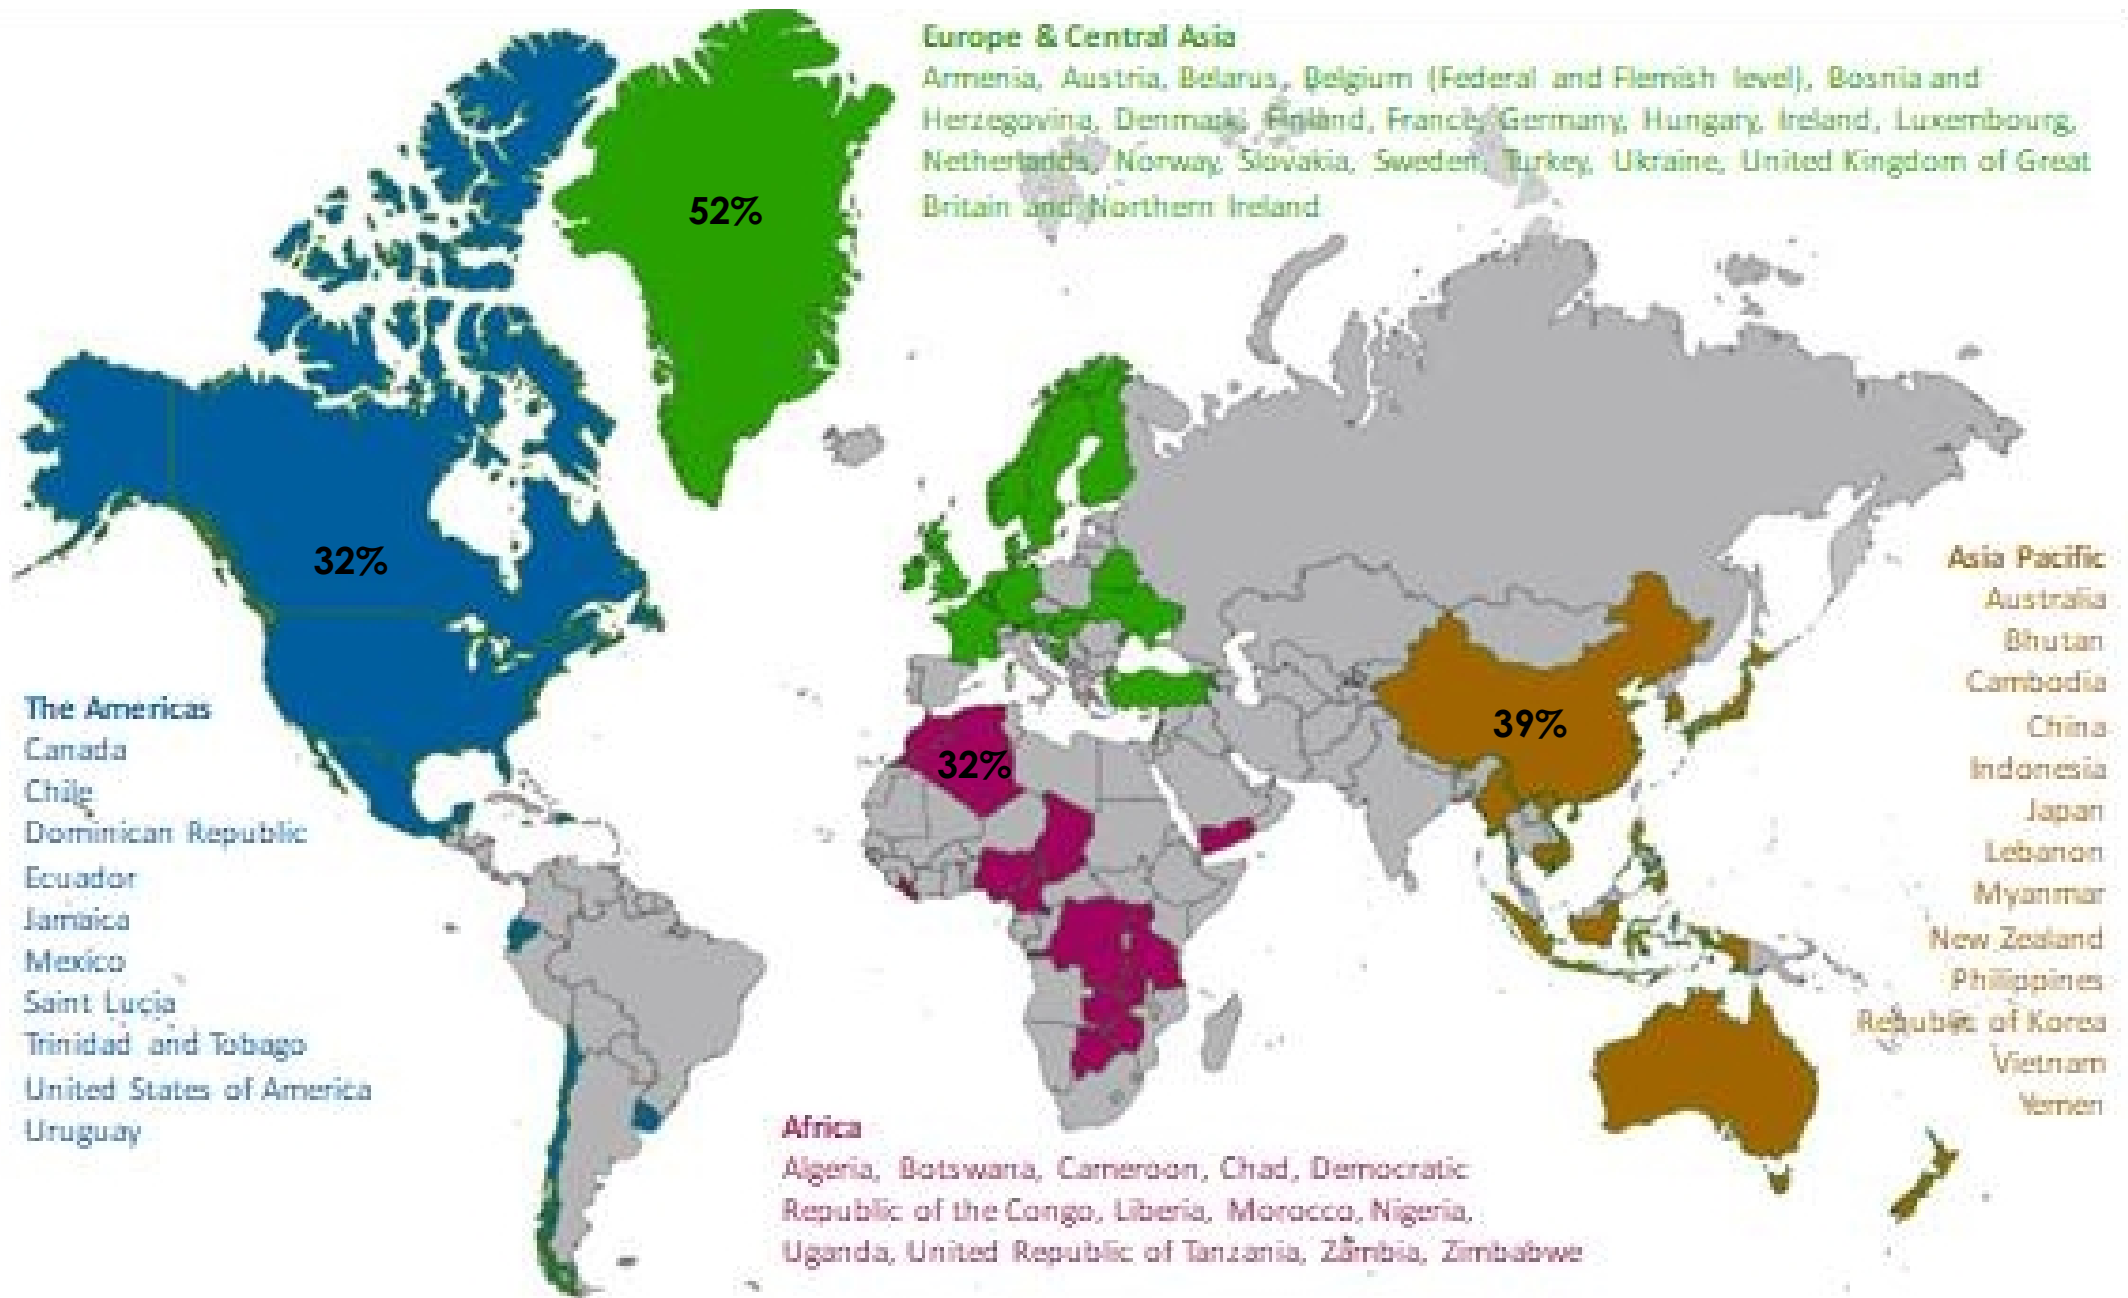 Europe & Central Asia
Armenia, Austria, Belarus, Belgium (Federal and Flemish level), Bosnia and
Herzegovina, Denmark, Finland, France, Germany, Hungary, Ireland, Luxembourg,
Netherlands, Norway, Slovakia, Sweden, Turkey, Ukraine, United Kingdom of Great
Britain and Northern Ireland
52%
32%
The Americas
Canada
Chile
Dominican Republic
Ecuador
Jamaica
Mexico
Saint Lucia
Trinidad and Tobago
United States of America
Uruguay
32%
Africa
Algeria, Botswana, Cameroon, Chad, Democratic
Republic of the Congo, Liberia, Morocco, Nigeria,
Uganda, United Republic of Tanzania, Zambia, Zimbabwe
39%
Asia Pacific
Australia
Bhutan
Cambodia
China
Indonesia
Japan
Lebanon
Myanmar
New Zealand
Philippines
Republic of Korea
Vietnam
Yemen